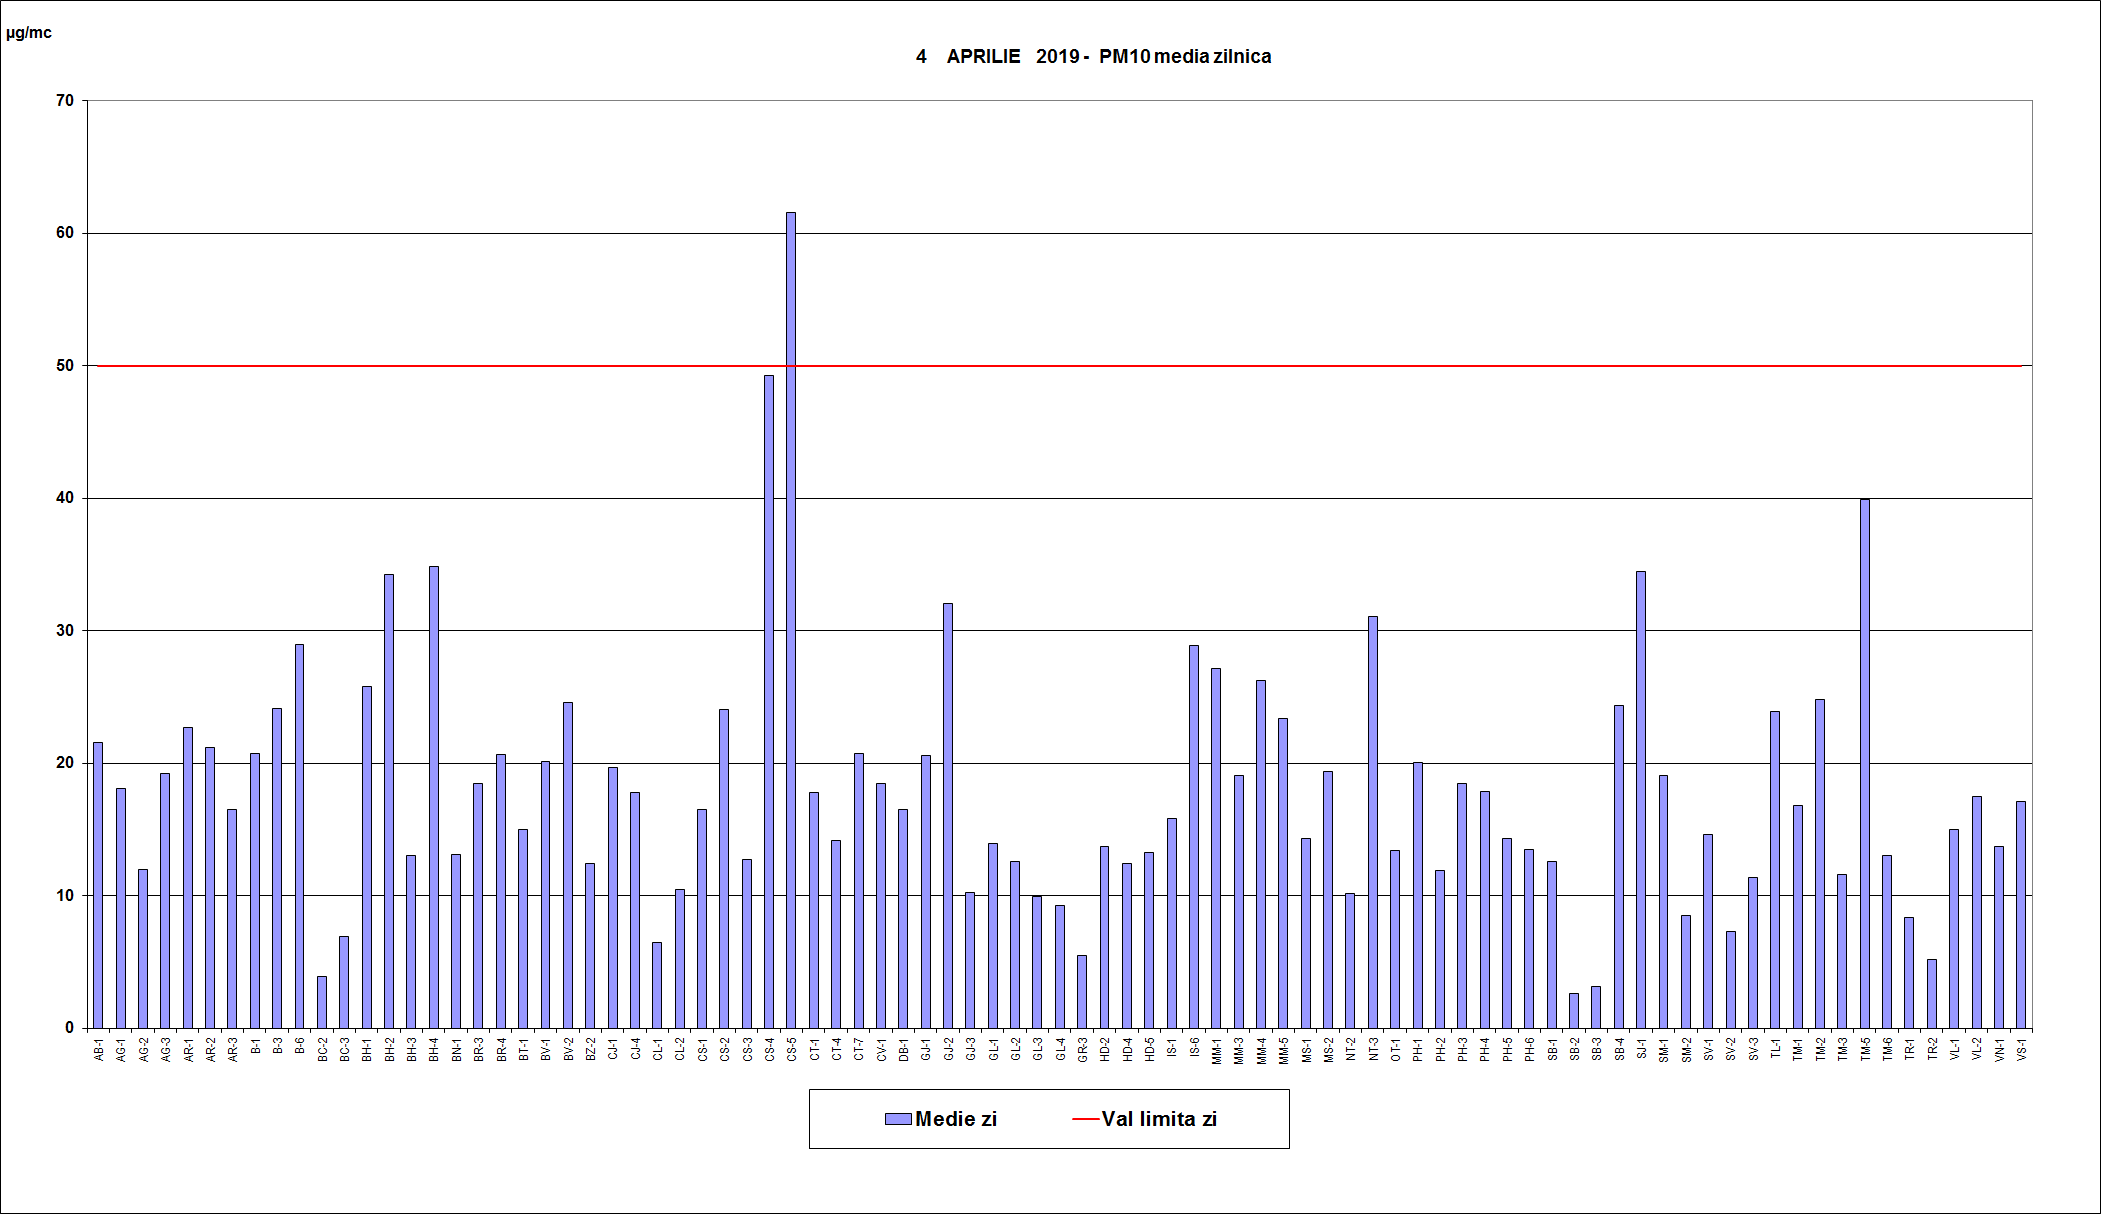 µg/mc
4 APRILIE 2019 - PM10 media zilnica
70
60
50
40
30
20
10
0
AB-1 AG-1 AG-2 AG-3 AR-1 AR-2 AR-3 B-1 B-3 B-6 BC-2 BC-3 BH-1 BH-2 BH-3 BH-4 BN-1 BR-3 BR-4 BT-1 BV-1 BV-2 BZ-2 CJ-1 CJ-4 CL-1 CL-2 CS-1 CS-2 CS-3 CS-4 CS-5 CT-1 CT-4 CT-7 CV-1 DB-1 GJ-1 GJ-2 GJ-3 GL-1 GL-2 GL-3 GL-4 GR-3 HD-2 HD-4 HD-5 IS-1 IS-6 MM-1 MM-3 MM-4 MM-5 MS-1 MS-2 NT-2 NT-3 OT-1 PH-1 PH-2 PH-3 PH-4 PH-5 PH-6 SB-1 SB-2 SB-3 SB-4 SJ-1 SM-1 SM-2 SV-1 SV-2 SV-3 TL-1 TM-1 TM-2 TM-3 TM-5 TM-6 TR-1 TR-2 VL-1 VL-2 VN-1 VS-1
Medie zi Val limita zi